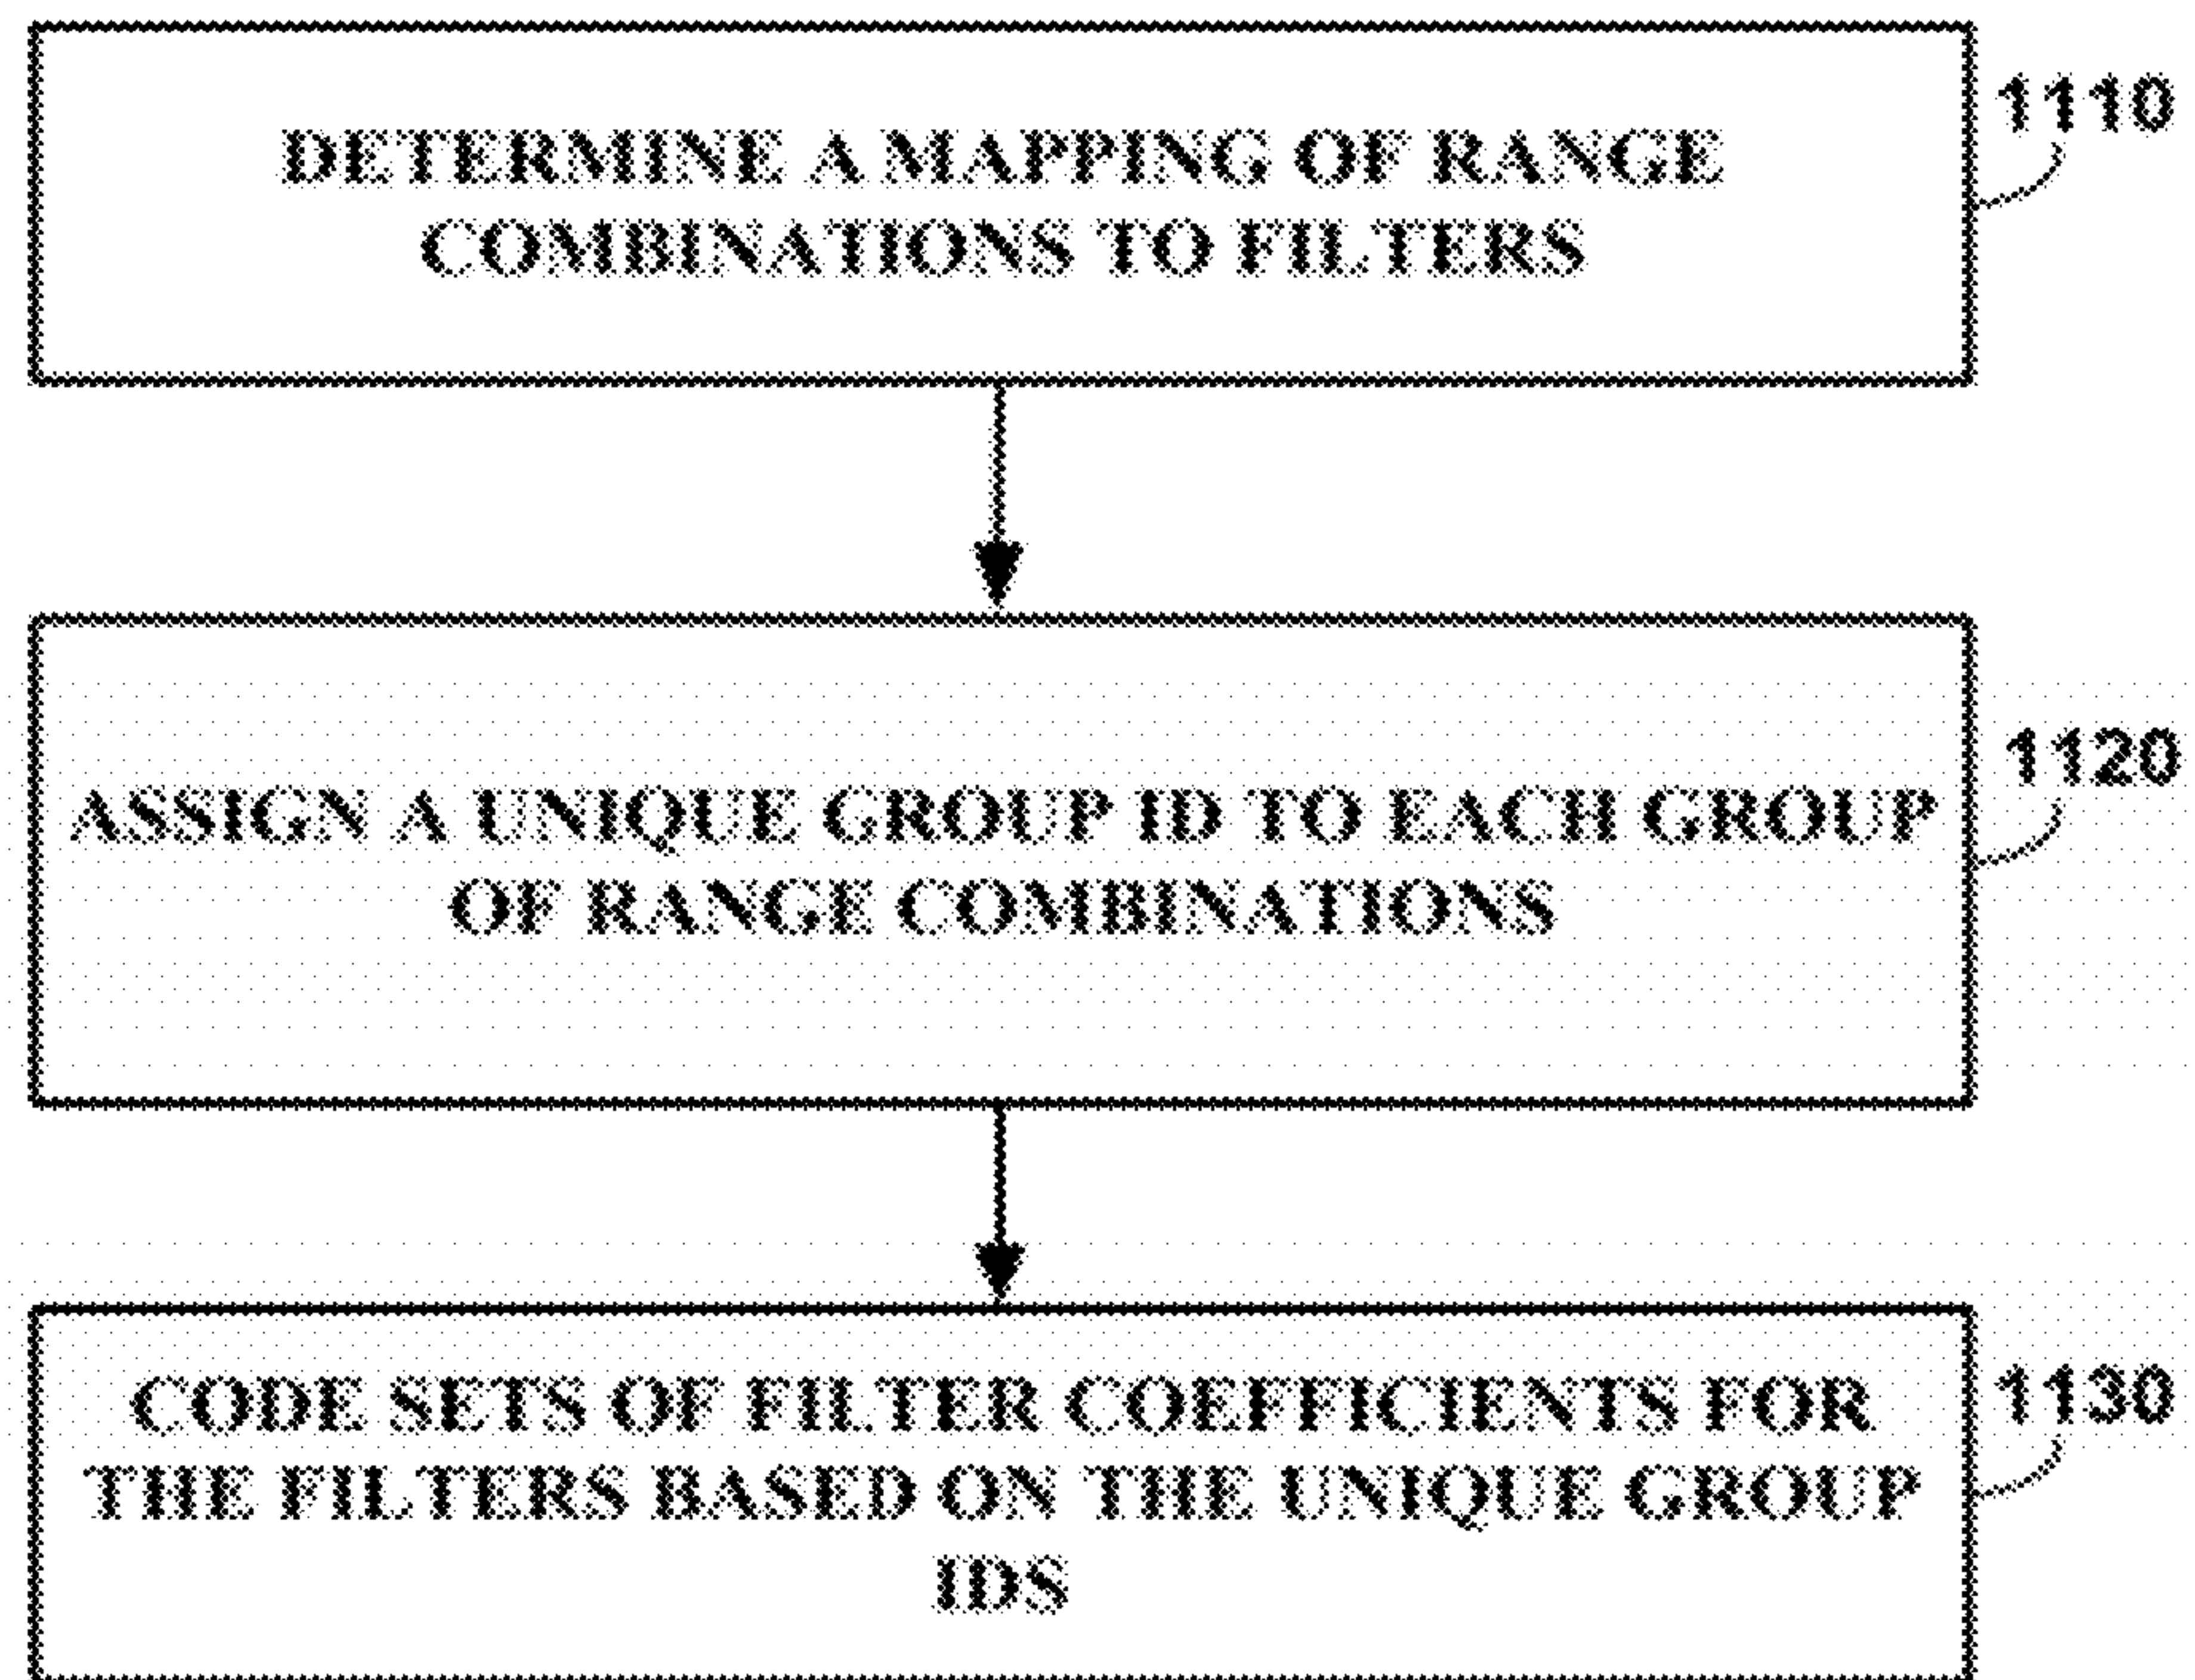 1110
DETERMINE A MAPPING OF RANGE
COMBINATIONS TO FILTERS
1120
ASSIGN A UNIQUE GROUP ID TO EACH GROUP
OF RANGE COMBINATIONS
1130
CODE SETS OF FILTER COEFFICIENTS FOR
THE FILTERS BASED ON THE UNIQUE GROUP
IDS